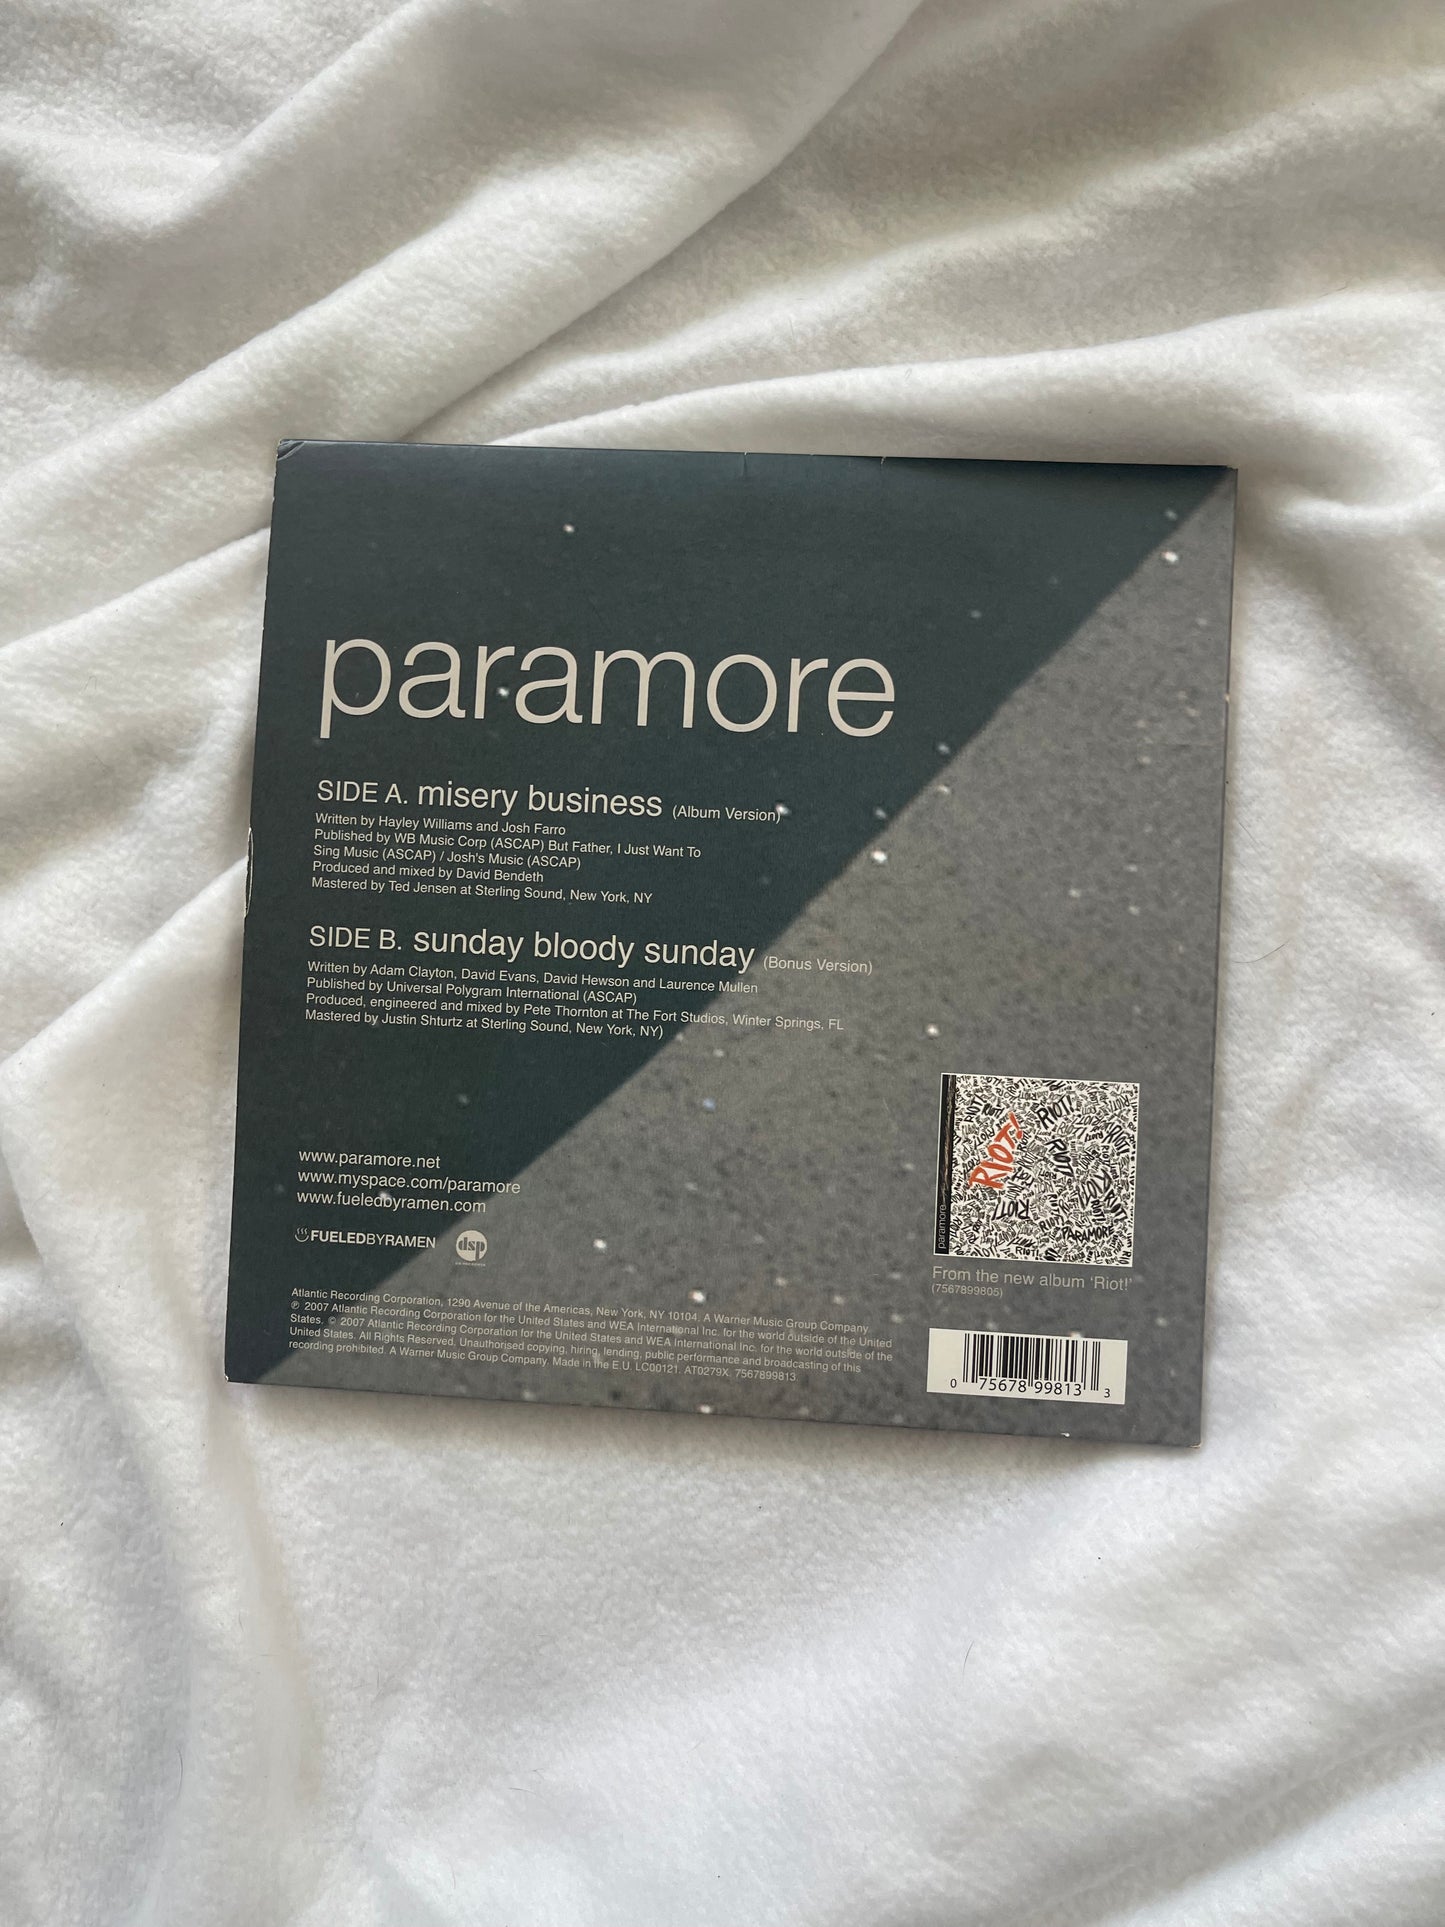 paramore
SIDE A. misery business (Album Version)
Written by Hayley Williams and Josh Farro
Published by WB Music Corp (ASCAP) But Father, I Just Want To
Sing Music (ASCAP) / Josh's Music (ASCAP)
Produced and mixed by David Bendeth
Mastered by Ted Jensen at Sterling Sound, New York, NY
SIDE B. sunday bloody sunday (Bonus Version)
Written by Adam Clayton, David Evans, David Hewson and Laurence Mullen
Published by Universal Polygram International (ASCAP)
Produced, engineered and mixed by Pete Thornton at The Fort Studios, Winter Springs, FL
Mastered by Justin Shturtz at Sterling Sound, New York, NY)
www.paramore.net
www.myspace.com/paramore
www.fueledbyramen.com
FUELEDBYRAMEN
dsp
RIOT!
RIOT!
RIOT!
RIOT!
RIOT!
PARAMORE
RIOT!
paramore
From the new album 'Riot!'
(7567899805)
Atlantic Recording Corporation, 1290 Avenue of the Americas, New York, NY 10104. A Warner Music Group Company
℗ 2007 Atlantic Recording Corporation for the United States and WEA International Inc. for the world outside of the United
States. © 2007 Atlantic Recording Corporation for the United States and WEA International Inc. for the world outside of the
United States. All Rights Reserved. Unauthorised copying, hiring, lending, public performance and broadcasting of this
recording prohibited. A Warner Music Group Company. Made in the E.U. LC00121. AT0279X. 7567899813
0 75678 99813 3